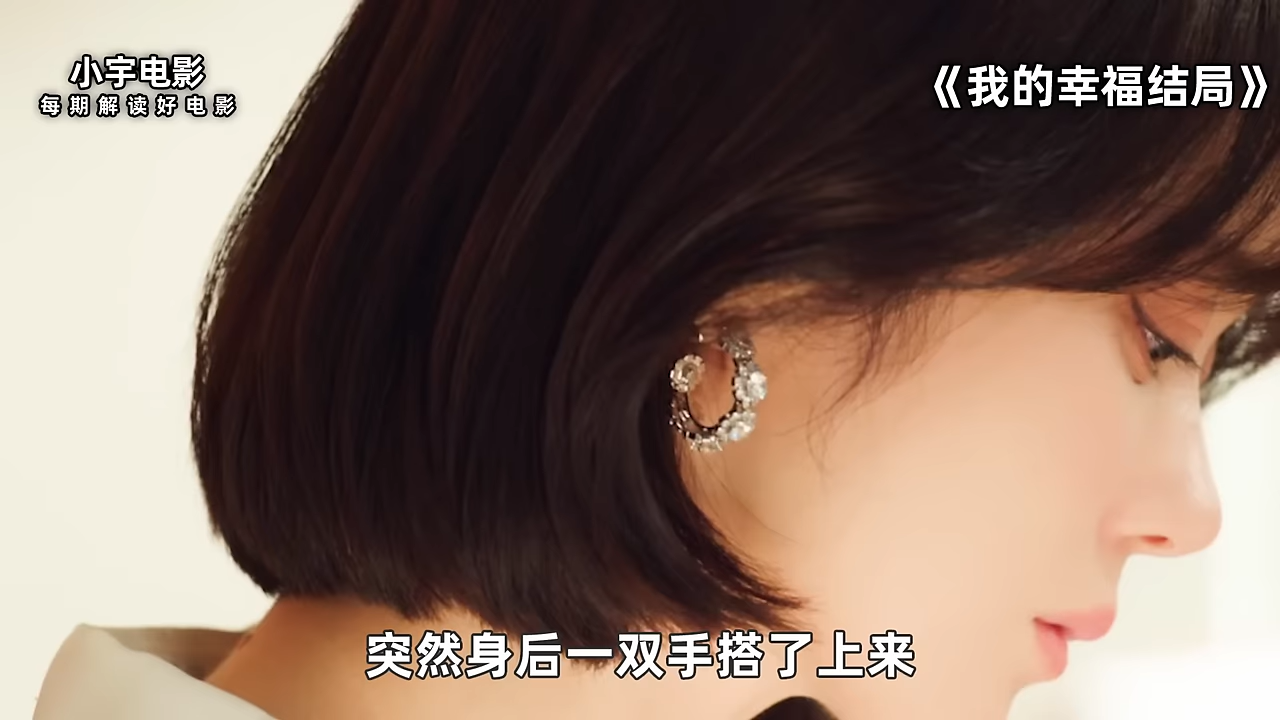 小宇电影
每期解读好电影
《我的幸福结局》
突然身后一双手搭了上来